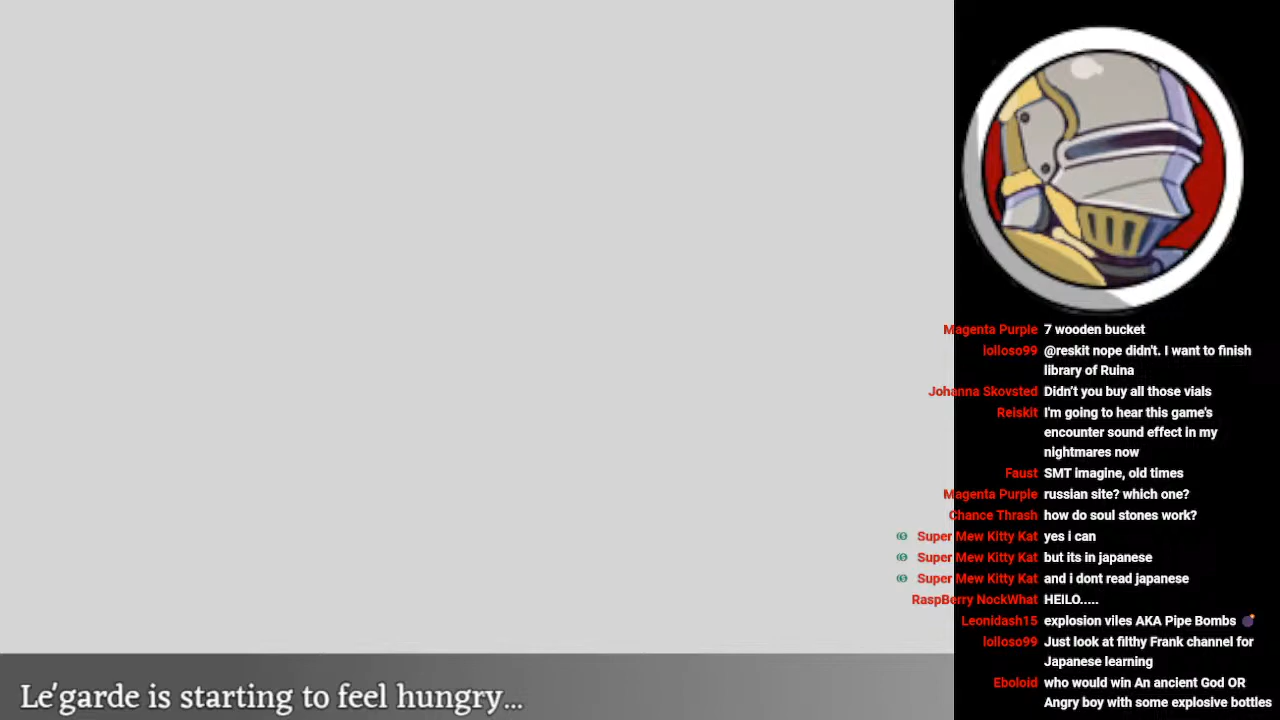 Magenta Purple 7 wooden bucket
lolloso99 @reskit nope didn't. I want to finish
library of Ruina
Johanna Skovsted Didn't you buy all those vials
Reiskit I'm going to hear this game's
encounter sound effect in my
nightmares now
Faust SMT imagine, old times
Magenta Purple russian site? which one?
Chance Thrash how do soul stones work?
Super Mew Kitty Kat yes i can
Super Mew Kitty Kat but its in japanese
Super Mew Kitty Kat and i dont read japanese
RaspBerry NockWhat HEILO.....
Leonidash15 explosion viles AKA Pipe Bombs 💣
lolloso99 Just look at filthy Frank channel for
Japanese learning
Eboloid who would win An ancient God OR
Angry boy with some explosive bottles
Le'garde is starting to feel hungry...